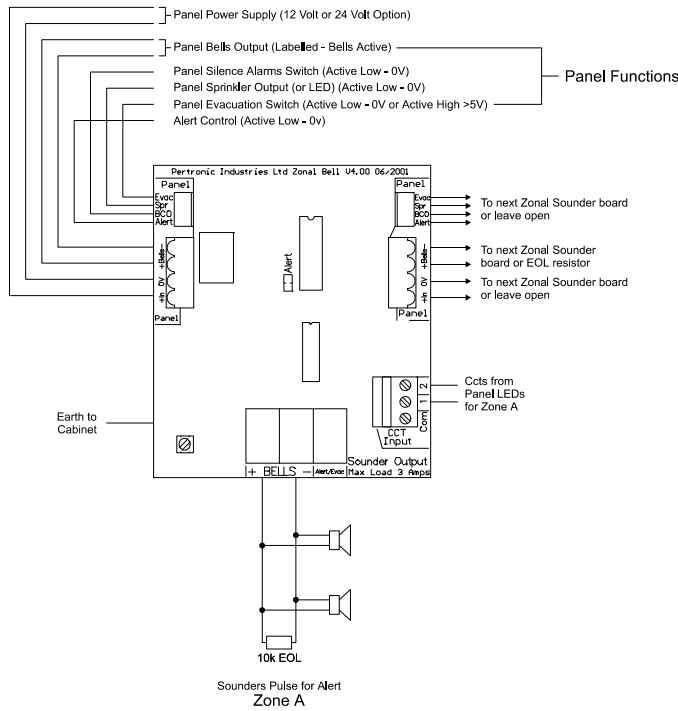 Panel Power Supply (12 Volt or 24 Volt Option)
Panel Bells Output (Labelled - Bells Active)
Panel Silence Alarms Switch (Active Low - 0V)
Panel Sprinkler Output (or LED) (Active Low - 0V)
Panel Evacuation Switch (Active Low - 0V or Active High >5V)
Alert Control (Active Low - 0v)
Panel Functions
Pertronic Industries Ltd Zonal Bell V4.00 06/2001
Panel
Evac
Spr
BCO
Alert
+Bells-
0V
+In
Panel
Alert
Panel
Evac
Spr
BCO
Alert
+Bells-
0V
+In
Panel
To next Zonal Sounder board
or leave open
To next Zonal Sounder
board or EOL resistor
To next Zonal Sounder board
or leave open
Earth to
Cabinet
2
1
Com
CCT
Input
Ccts from
Panel LEDs
for Zone A
+ BELLS -
Alert/Evac
Sounder Output
Max Load 3 Amps
10k EOL
Sounders Pulse for Alert
Zone A